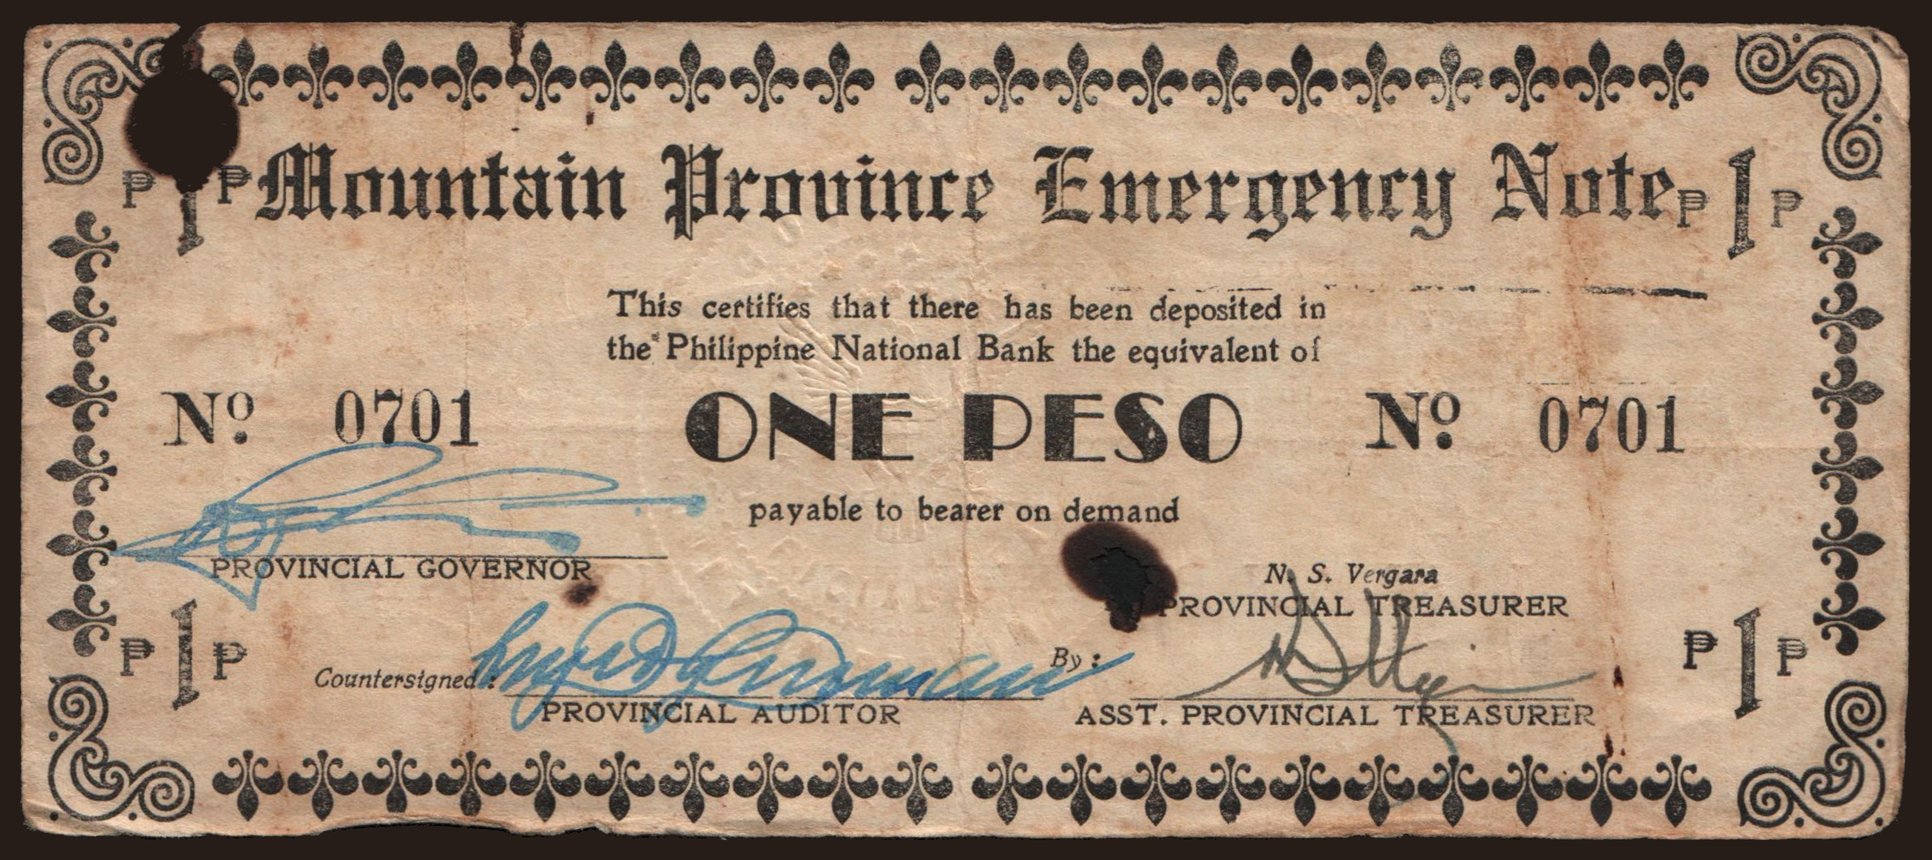 ₱ 1 ₱ Mountain Province Emergency Note ₱ 1 ₱
This certifies that there has been deposited in
the Philippine National Bank the equivalent of
Nº. 0701 ONE PESO Nº. 0701
payable to bearer on demand
PROVINCIAL GOVERNOR
N. S. Vergara
PROVINCIAL TREASURER
₱ 1 ₱ ₱ 1 ₱
Countersigned: By:
PROVINCIAL AUDITOR ASST. PROVINCIAL TREASURER